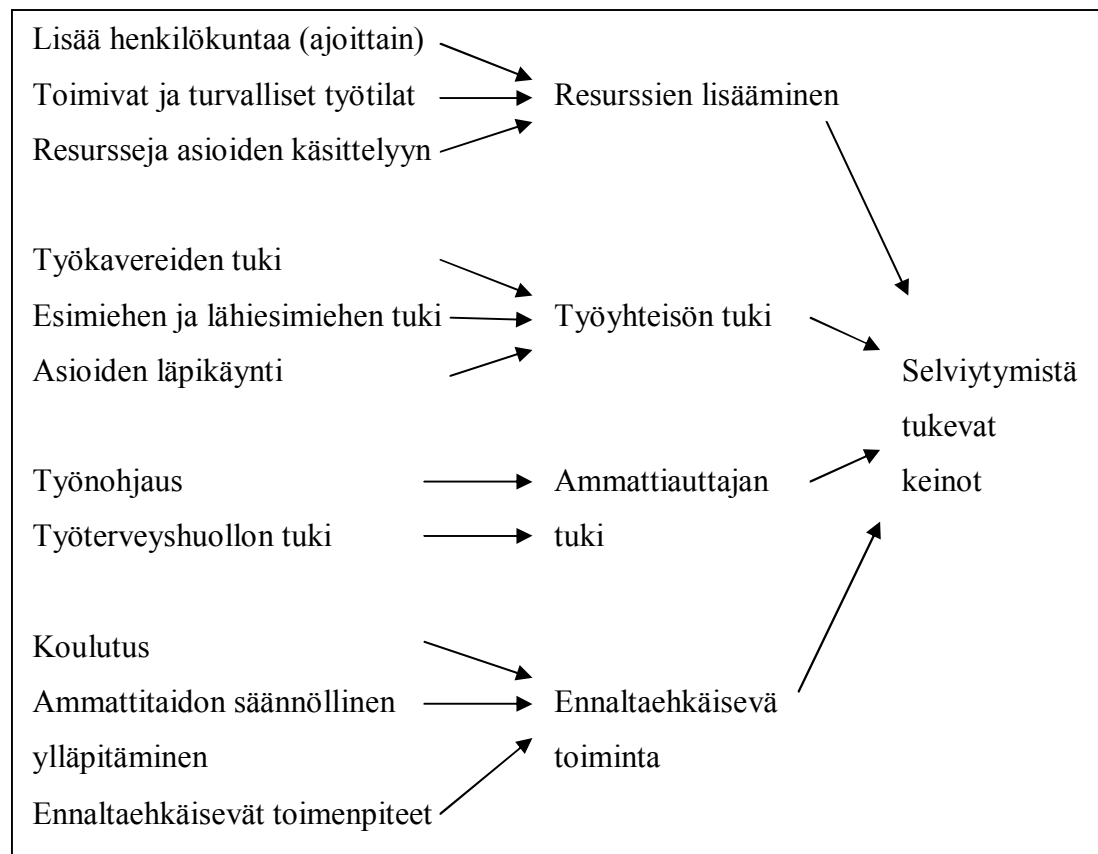 Lisää henkilökuntaa (ajoittain)
Toimivat ja turvalliset työtilat
Resurssien lisääminen
Resursseja asioiden käsittelyyn
Työkavereiden tuki
Esimiehen ja lähiesimiehen tuki
Työyhteisön tuki
Asioiden läpikäynti
Selviytymistä
tukevat
keinot
Työnohjaus
Ammattiauttajan
Työterveyshuollon tuki
tuki
Koulutus
Ammattitaidon säännöllinen
Ennaltaehkäisevä
ylläpitäminen
toiminta
Ennaltaehkäisevät toimenpiteet